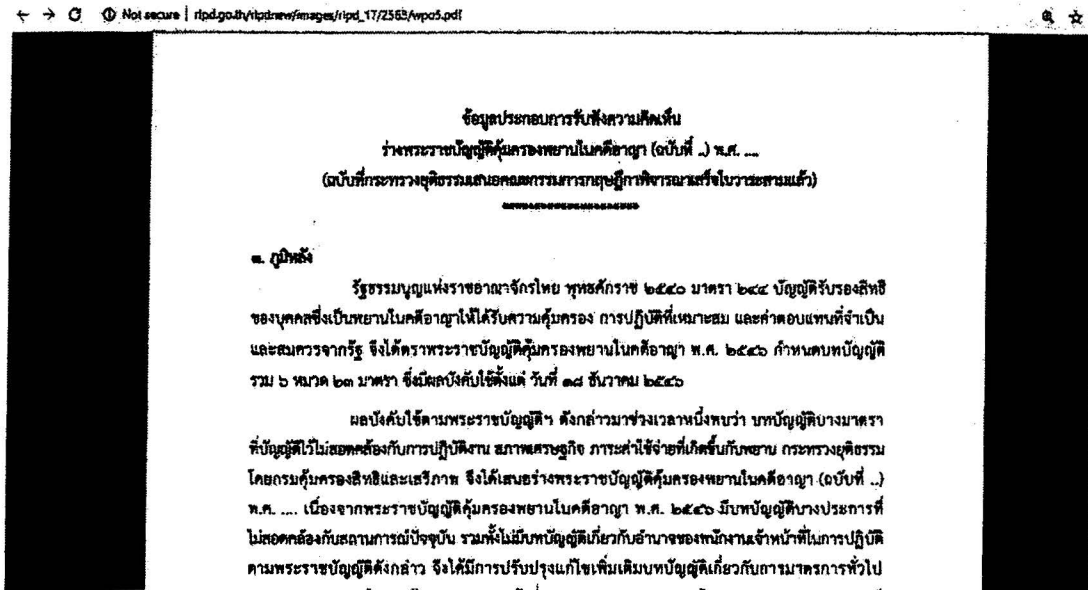 Not secure | rlpd.go.th/rlpdnew/images/rlpd_17/2563/wpo5.pdf
ข้อมูลประกอบการรับฟังความคิดเห็น
ร่างพระราชบัญญัติคุ้มครองพยานในคดีอาญา (ฉบับที่ ..) พ.ศ. ....
(ฉบับที่กระทรวงยุติธรรมเสนอคณะกรรมการกฤษฎีกาพิจารณาเสร็จในวาระสามแล้ว)
๑. ภูมิหลัง
รัฐธรรมนูญแห่งราชอาณาจักรไทย พุทธศักราช ๒๕๔๐ มาตรา ๒๔๔ บัญญัติรับรองสิทธิ
ของบุคคลซึ่งเป็นพยานในคดีอาญาให้ได้รับความคุ้มครอง การปฏิบัติที่เหมาะสม และค่าตอบแทนที่จำเป็น
และสมควรจากรัฐ จึงได้ตราพระราชบัญญัติคุ้มครองพยานในคดีอาญา พ.ศ. ๒๕๔๖ กำหนดบทบัญญัติ
รวม ๖ หมวด ๒๓ มาตรา ซึ่งมีผลบังคับใช้ตั้งแต่ วันที่ ๑๘ ธันวาคม ๒๕๔๖
ผลบังคับใช้ตามพระราชบัญญัติฯ ดังกล่าวมาช่วงเวลาหนึ่งพบว่า บทบัญญัติบางมาตรา
ที่บัญญัติไว้ไม่สอดคล้องกับการปฏิบัติงาน สภาพเศรษฐกิจ ภาระค่าใช้จ่ายที่เกิดขึ้นกับพยาน กระทรวงยุติธรรม
โดยกรมคุ้มครองสิทธิและเสรีภาพ จึงได้เสนอร่างพระราชบัญญัติคุ้มครองพยานในคดีอาญา (ฉบับที่ ..)
พ.ศ. .... เนื่องจากพระราชบัญญัติคุ้มครองพยานในคดีอาญา พ.ศ. ๒๕๔๖ มีบทบัญญัติบางประการที่
ไม่สอดคล้องกับสถานการณ์ปัจจุบัน รวมทั้งไม่มีบทบัญญัติเกี่ยวกับอำนาจของพนักงานเจ้าหน้าที่ในการปฏิบัติ
ตามพระราชบัญญัติดังกล่าว จึงได้มีการปรับปรุงแก้ไขเพิ่มเติมบทบัญญัติเกี่ยวกับการมาตรการทั่วไป